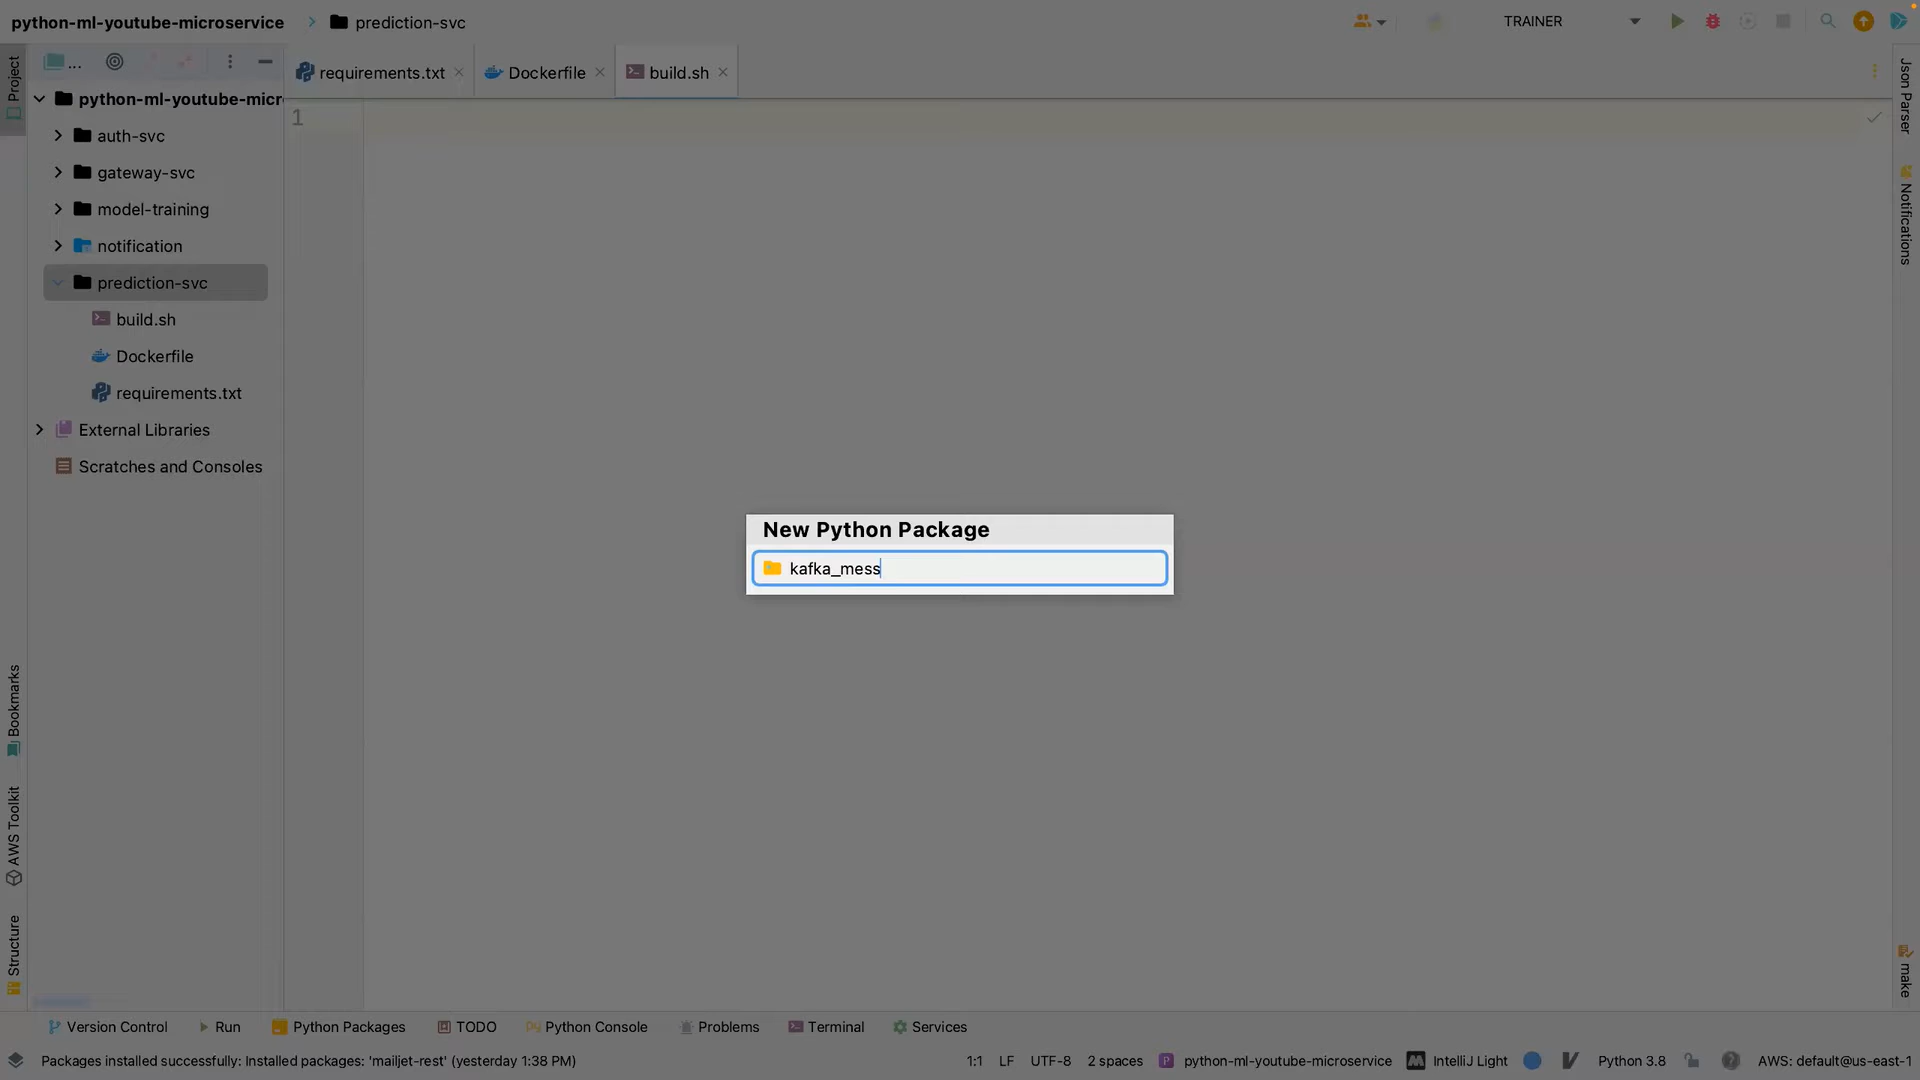 python-ml-youtube-microservice
prediction-svc
TRAINER
Project
...
requirements.txt
Dockerfile
build.sh
python-ml-youtube-micr
auth-svc
gateway-svc
model-training
notification
prediction-svc
build.sh
Dockerfile
requirements.txt
External Libraries
Scratches and Consoles
1
New Python Package
kafka_mess
Json Parser
Notifications
make
Bookmarks
AWS Toolkit
Structure
Version Control
Run
Python Packages
TODO
Python Console
Problems
Terminal
Services
Packages installed successfully: Installed packages: 'mailjet-rest' (yesterday 1:38 PM)
1:1
LF
UTF-8
2 spaces
python-ml-youtube-microservice
IntelliJ Light
Python 3.8
AWS: default@us-east-1